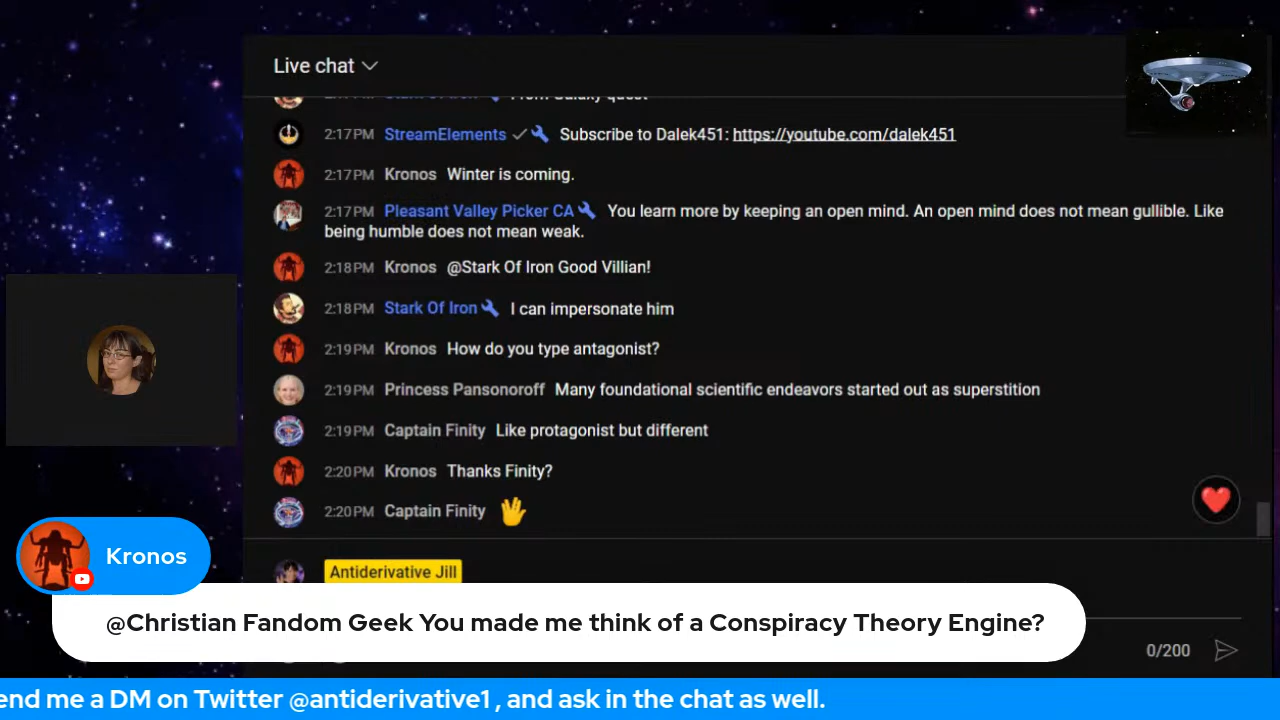 Live chat
From Galaxy quest
2:17PM StreamElements Subscribe to Dalek451: https://youtube.com/dalek451
2:17PM Kronos Winter is coming.
2:17PM Pleasant Valley Picker CA You learn more by keeping an open mind. An open mind does not mean gullible. Like
being humble does not mean weak.
2:18PM Kronos @Stark Of Iron Good Villian!
2:18PM Stark Of Iron I can impersonate him
2:19PM Kronos How do you type antagonist?
2:19PM Princess Pansonoroff Many foundational scientific endeavors started out as superstition
2:19PM Captain Finity Like protagonist but different
2:20PM Kronos Thanks Finity?
2:20PM Captain Finity 🖖
Kronos
Antiderivative Jill
@Christian Fandom Geek You made me think of a Conspiracy Theory Engine?
0/200
end me a DM on Twitter @antiderivative1 , and ask in the chat as well.